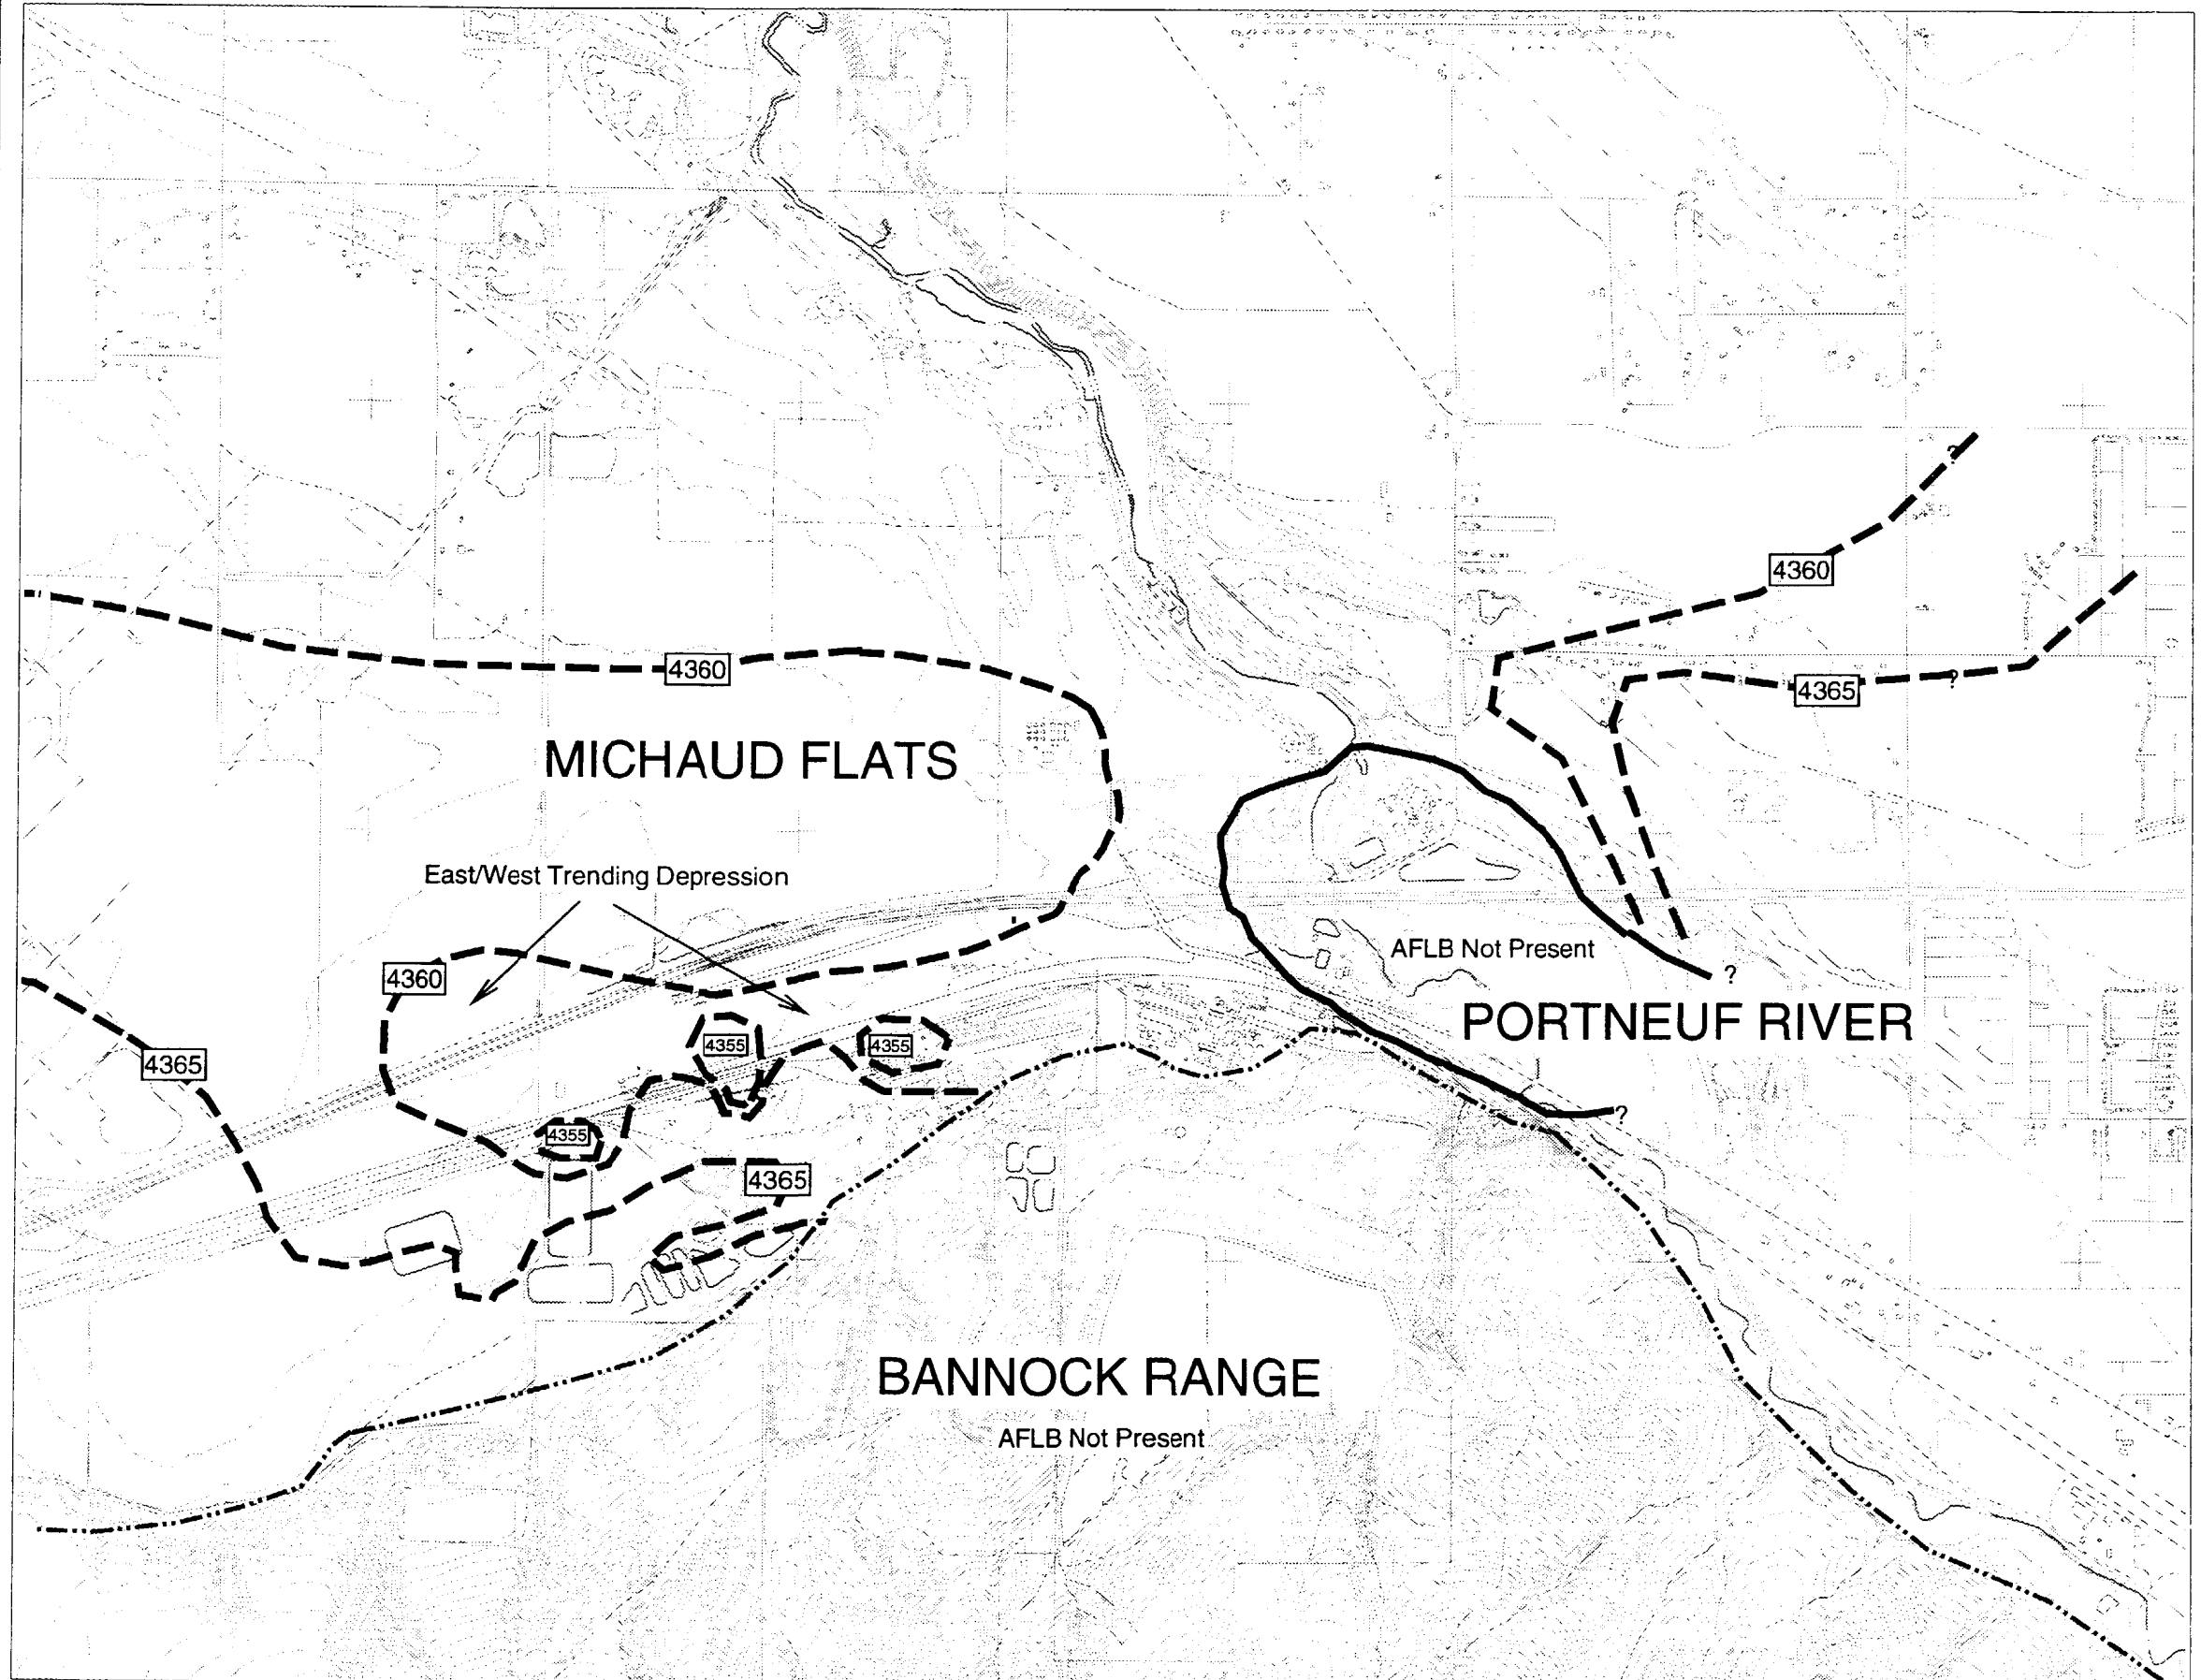 ?
4360
4360
?
4365
MICHAUD FLATS
East/West Trending Depression
AFLB Not Present
4360
?
PORTNEUF RIVER
4355
4355
4365
?
4355
4365
BANNOCK RANGE
AFLB Not Present